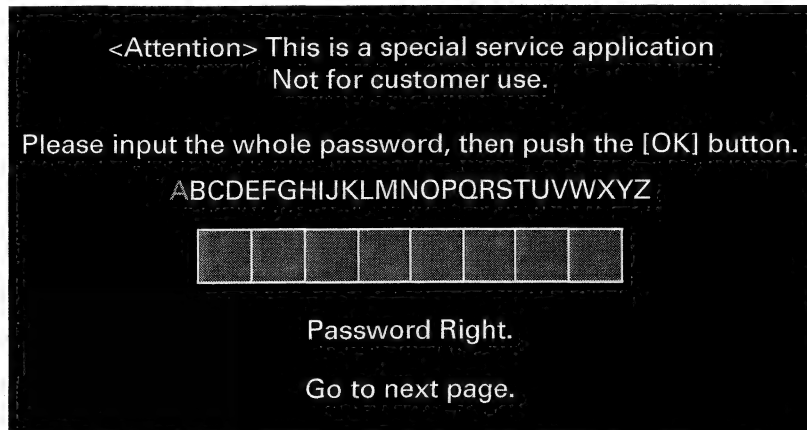 <Attention> This is a special service application
Not for customer use.
Please input the whole password, then push the [OK] button.
ABCDEFGHIJKLMNOPQRSTUVWXYZ
Password Right.
Go to next page.